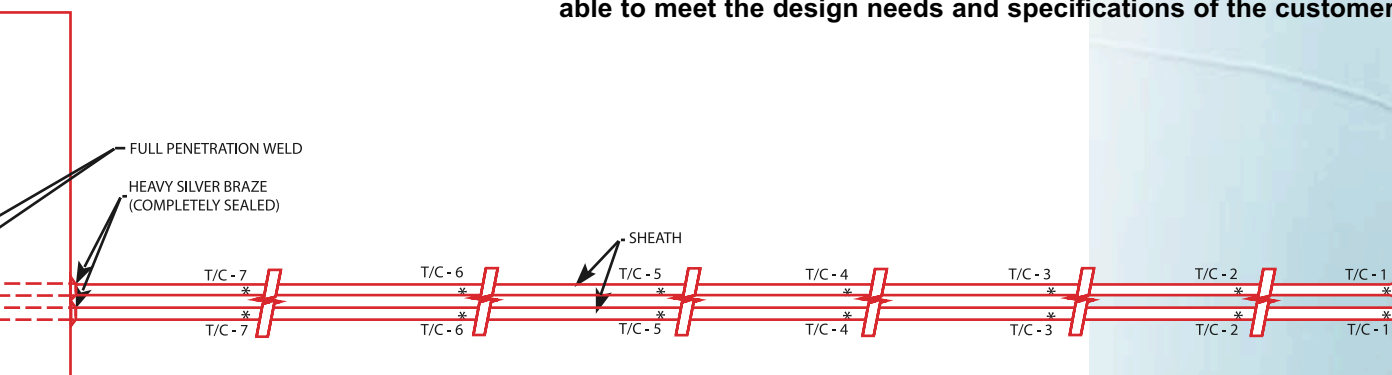 able to meet the design needs and specifications of the customer
FULL PENETRATION WELD
HEAVY SILVER BRAZE
(COMPLETELY SEALED)
SHEATH
T/C - 7 T/C - 6 T/C - 5 T/C - 4 T/C - 3 T/C - 2 T/C - 1
* * * * * * *
* * * * * * *
T/C - 7 T/C - 6 T/C - 5 T/C - 4 T/C - 3 T/C - 2 T/C - 1